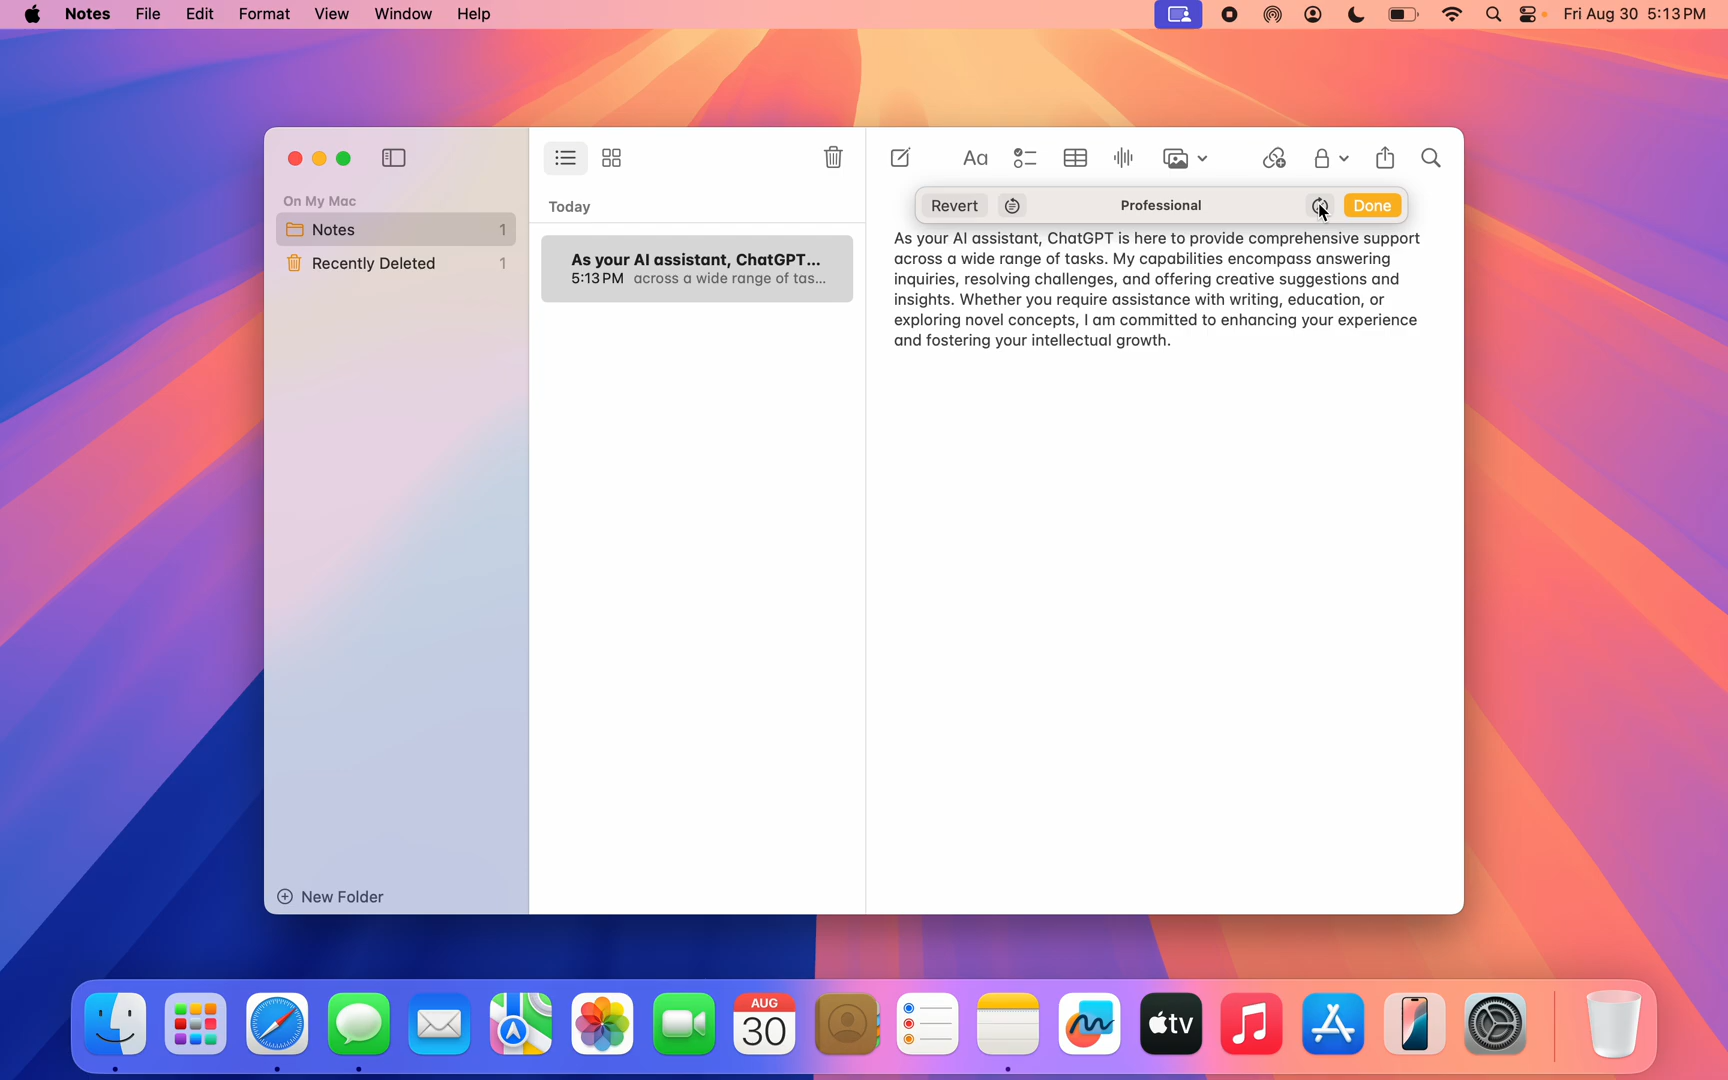 Notes File Edit Format View Window Help Fri Aug 30 5:13 PM
On My Mac
Notes 1
Recently Deleted 1
New Folder
Today
As your AI assistant, ChatGPT...
5:13 PM across a wide range of tas...
Aa
Revert Professional Done
As your AI assistant, ChatGPT is here to provide comprehensive support
across a wide range of tasks. My capabilities encompass answering
inquiries, resolving challenges, and offering creative suggestions and
insights. Whether you require assistance with writing, education, or
exploring novel concepts, I am committed to enhancing your experience
and fostering your intellectual growth.
AUG
30
tv